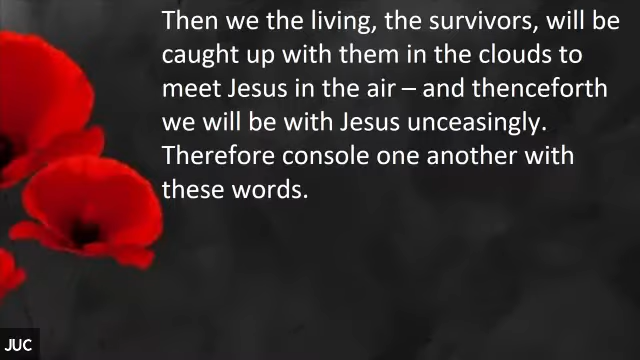 Then we the living, the survivors, will be
caught up with them in the clouds to
meet Jesus in the air – and thenceforth
we will be with Jesus unceasingly.
Therefore console one another with
these words.
JUC